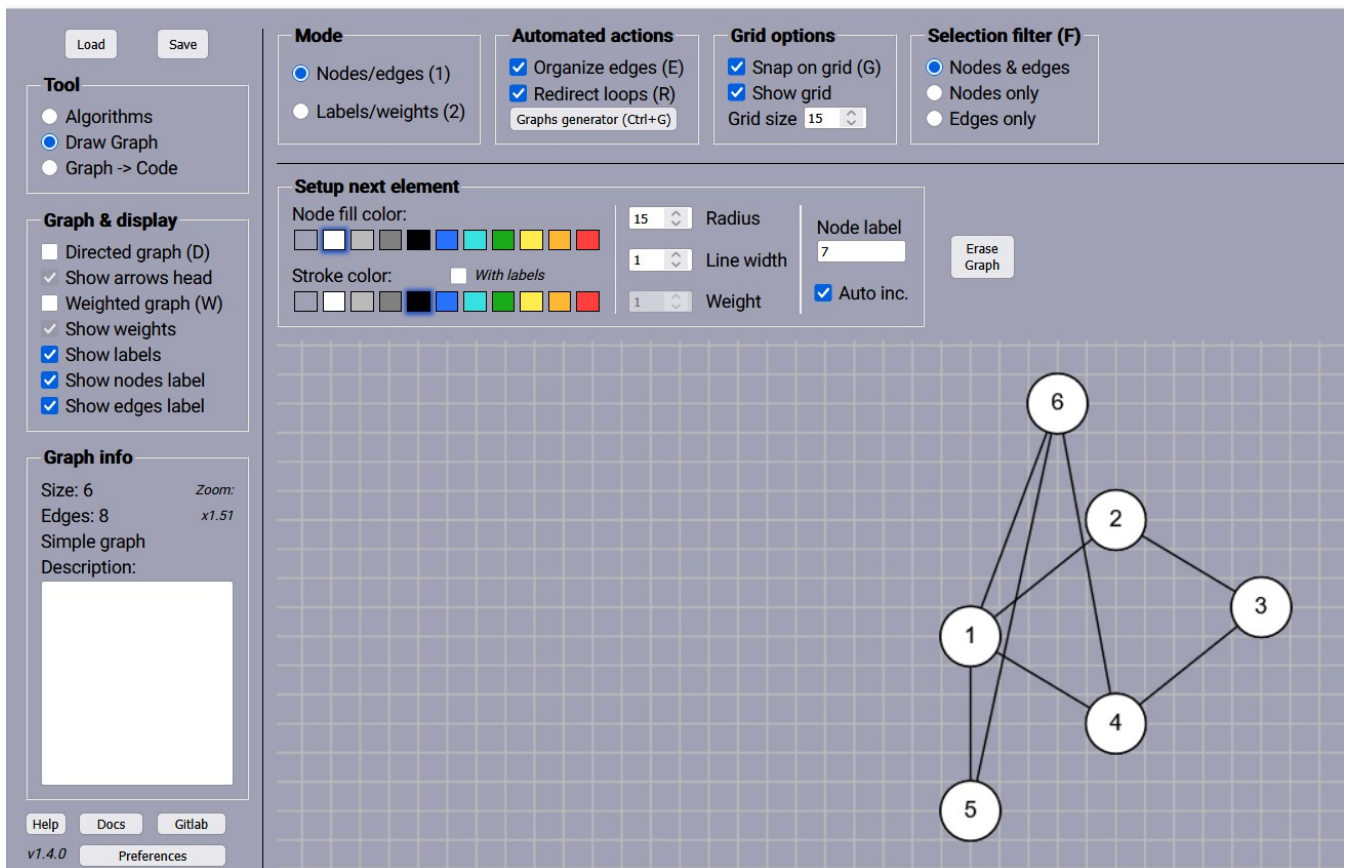 Load
Save
Tool
Algorithms
Draw Graph
Graph -> Code
Graph & display
Directed graph (D)
Show arrows head
Weighted graph (W)
Show weights
Show labels
Show nodes label
Show edges label
Graph info
Size: 6
Zoom:
Edges: 8
x1.51
Simple graph
Description:
Help
Docs
Gitlab
v1.4.0
Preferences
Mode
Nodes/edges (1)
Labels/weights (2)
Automated actions
Organize edges (E)
Redirect loops (R)
Graphs generator (Ctrl+G)
Grid options
Snap on grid (G)
Show grid
Grid size 15
Selection filter (F)
Nodes & edges
Nodes only
Edges only
Setup next element
Node fill color:
Stroke color:
With labels
15 Radius
1 Line width
1 Weight
Node label
7
Auto inc.
Erase
Graph
6
2
3
1
4
5